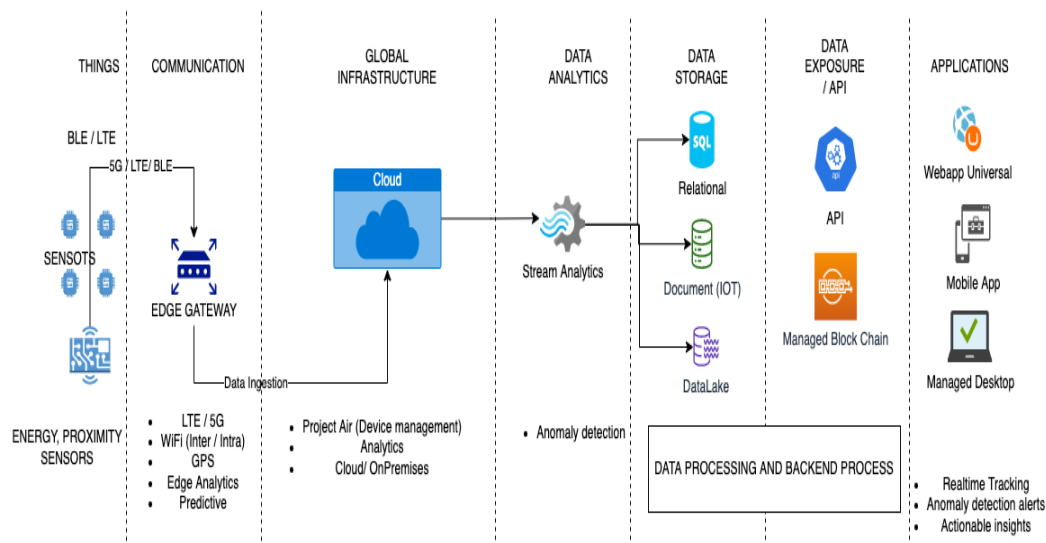 THINGS
COMMUNICATION
GLOBAL
INFRASTRUCTURE
DATA
ANALYTICS
DATA
STORAGE
DATA
EXPOSURE
/ API
APPLICATIONS
BLE / LTE
5G / LTE/ BLE
SENSOTS
EDGE GATEWAY
Data Ingestion
Cloud
Stream Analytics
SQL
Relational
Document (IOT)
DataLake
api
API
Managed Block Chain
Webapp Universal
Mobile App
Managed Desktop
ENERGY, PROXIMITY
SENSORS
• LTE / 5G
• WiFi (Inter / Intra)
• GPS
• Edge Analytics
• Predictive
• Project Air (Device management)
• Analytics
• Cloud/ OnPremises
• Anomaly detection
DATA PROCESSING AND BACKEND PROCESS
• Realtime Tracking
• Anomaly detection alerts
• Actionable insights